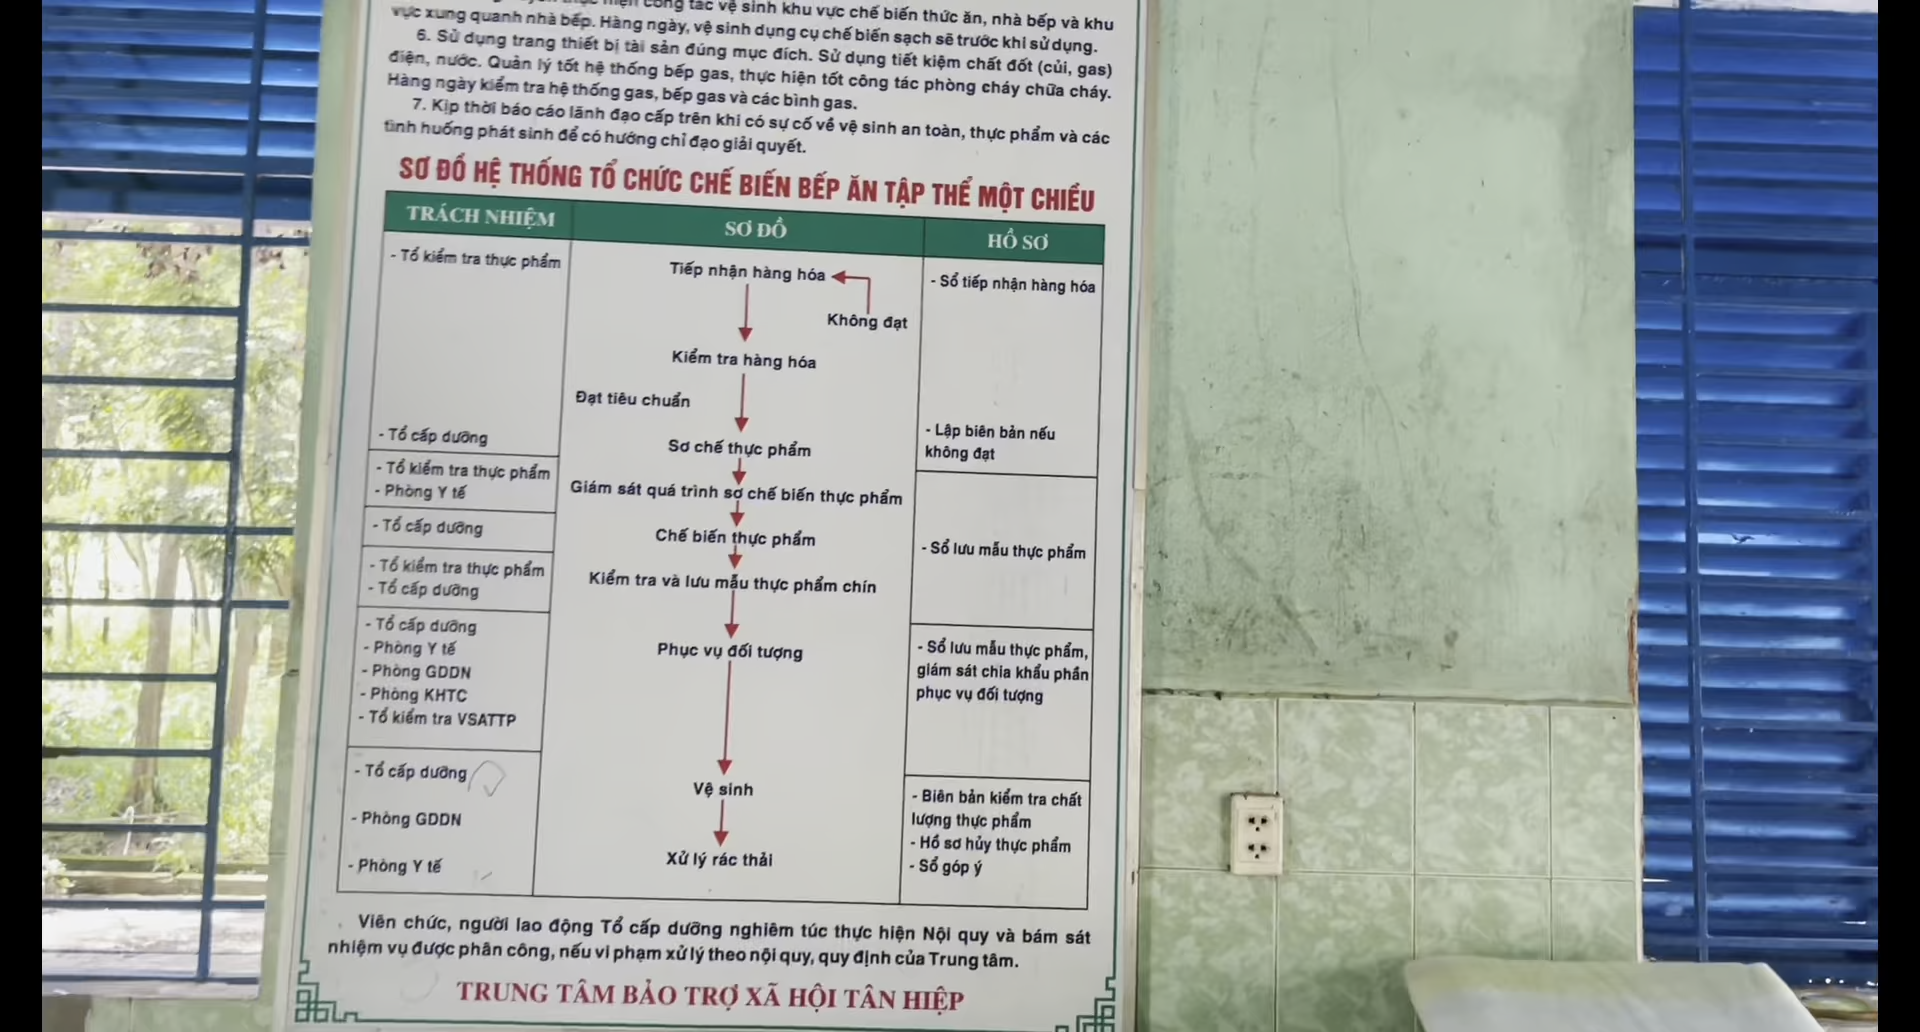 công tác vệ sinh khu vực chế biến thức ăn, nhà bếp và khu
vực xung quanh nhà bếp. Hàng ngày, vệ sinh dụng cụ chế biến sạch sẽ trước khi sử dụng.
6. Sử dụng trang thiết bị tài sản đúng mục đích. Sử dụng tiết kiệm chất đốt (củi, gas)
điện, nước. Quản lý tốt hệ thống bếp gas, thực hiện tốt công tác phòng cháy chữa cháy.
Hàng ngày kiểm tra hệ thống gas, bếp gas và các bình gas.
7. Kịp thời báo cáo lãnh đạo cấp trên khi có sự cố về vệ sinh an toàn, thực phẩm và các
tình huống phát sinh để có hướng chỉ đạo giải quyết.
SƠ ĐỒ HỆ THỐNG TỔ CHỨC CHẾ BIẾN BẾP ĂN TẬP THỂ MỘT CHIỀU
TRÁCH NHIỆM
- Tổ kiểm tra thực phẩm
- Tổ cấp dưỡng
- Tổ kiểm tra thực phẩm
- Phòng Y tế
- Tổ cấp dưỡng
- Tổ kiểm tra thực phẩm
- Tổ cấp dưỡng
- Tổ cấp dưỡng
- Phòng Y tế
- Phòng GDDN
- Phòng KHTC
- Tổ kiểm tra VSATTP
- Tổ cấp dưỡng
- Phòng GDDN
- Phòng Y tế
SƠ ĐỒ
Tiếp nhận hàng hóa
Không đạt
Kiểm tra hàng hóa
Đạt tiêu chuẩn
Sơ chế thực phẩm
Giám sát quá trình sơ chế biến thực phẩm
Chế biến thực phẩm
Kiểm tra và lưu mẫu thực phẩm chín
Phục vụ đối tượng
Vệ sinh
Xử lý rác thải
HỒ SƠ
- Sổ tiếp nhận hàng hóa
- Lập biên bản nếu
không đạt
- Sổ lưu mẫu thực phẩm
- Sổ lưu mẫu thực phẩm,
giám sát chia khẩu phần
phục vụ đối tượng
- Biên bản kiểm tra chất
lượng thực phẩm
- Hồ sơ hủy thực phẩm
- Sổ góp ý
Viên chức, người lao động Tổ cấp dưỡng nghiêm túc thực hiện Nội quy và bám sát
nhiệm vụ được phân công, nếu vi phạm xử lý theo nội quy, quy định của Trung tâm.
TRUNG TÂM BẢO TRỢ XÃ HỘI TÂN HIỆP